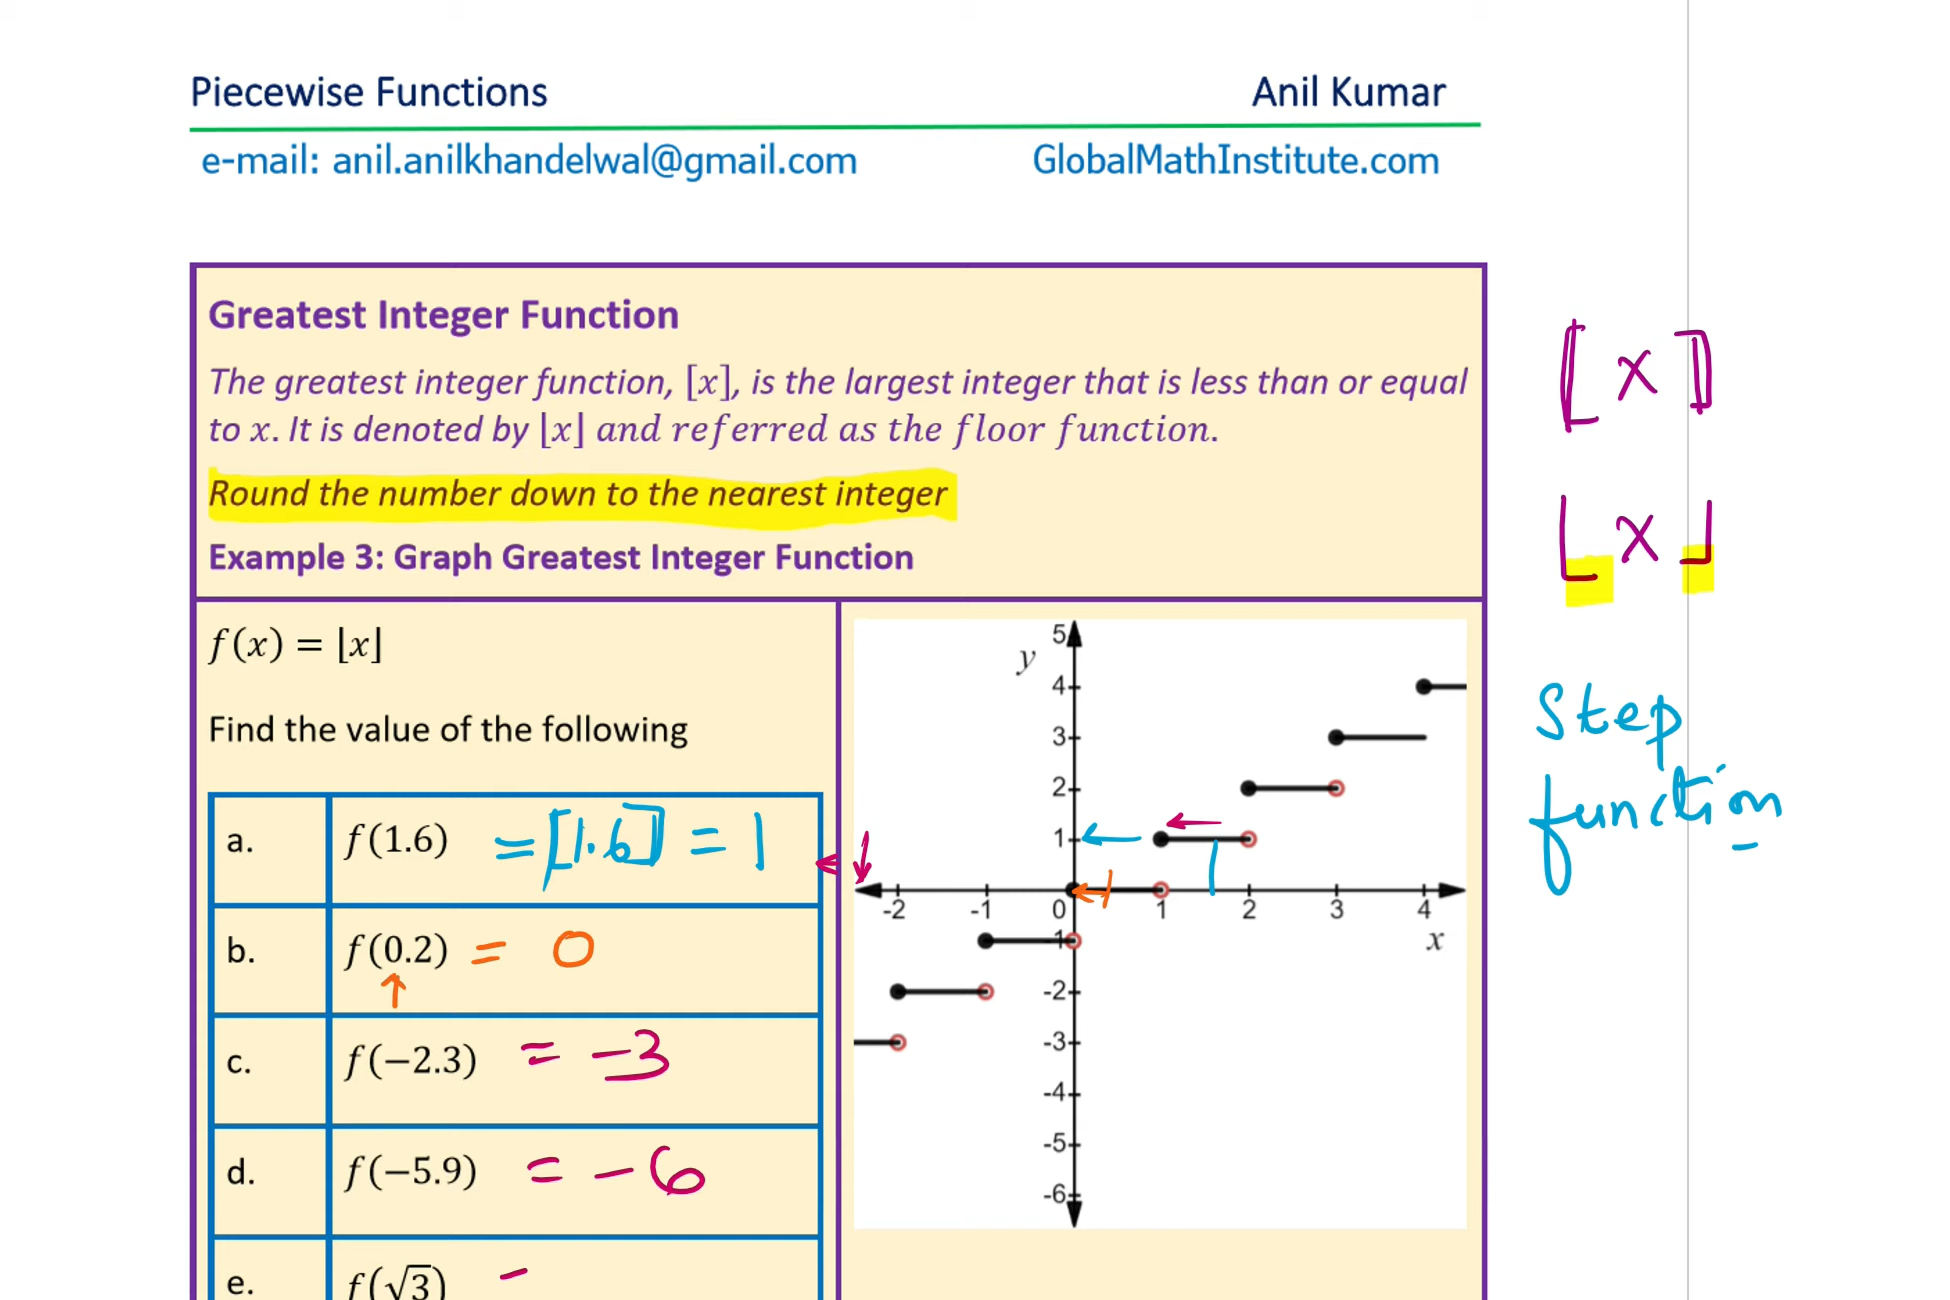 Piecewise Functions Anil Kumar
e-mail: anil.anilkhandelwal@gmail.com GlobalMathInstitute.com
Greatest Integer Function
The greatest integer function, [x], is the largest integer that is less than or equal
to x. It is denoted by ⌊x⌋ and referred as the floor function.
Round the number down to the nearest integer
Example 3: Graph Greatest Integer Function
⟦x⟧
⌊x⌋
f(x) = ⌊x⌋
Find the value of the following
a. f(1.6) = [1.6] = 1
b. f(0.2) = 0
c. f(−2.3) = −3
d. f(−5.9) = −6
e. f(√3) =
y
5
4
3
2
1
-2 -1 0 1 2 3 4
x
-1
-2
-3
-4
-5
-6
Step
function